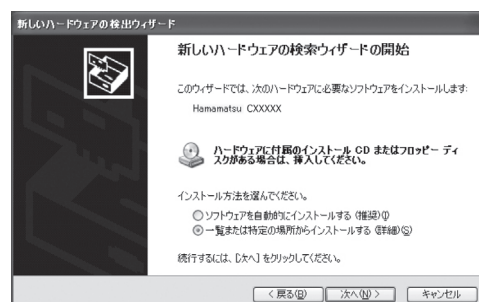 新しいハードウェアの検出ウィザード
新しいハードウェアの検索ウィザードの開始
このウィザードでは、次のハードウェアに必要なソフトウェアをインストールします:
Hamamatsu CXXXXX
ハードウェアに付属のインストール CD またはフロッピー ディ
スクがある場合は、挿入してください。
インストール方法を選んでください。
ソフトウェアを自動的にインストールする (推奨)(I)
一覧または特定の場所からインストールする (詳細)(S)
続行するには、[次へ] をクリックしてください。
< 戻る(B) 次へ(N) > キャンセル